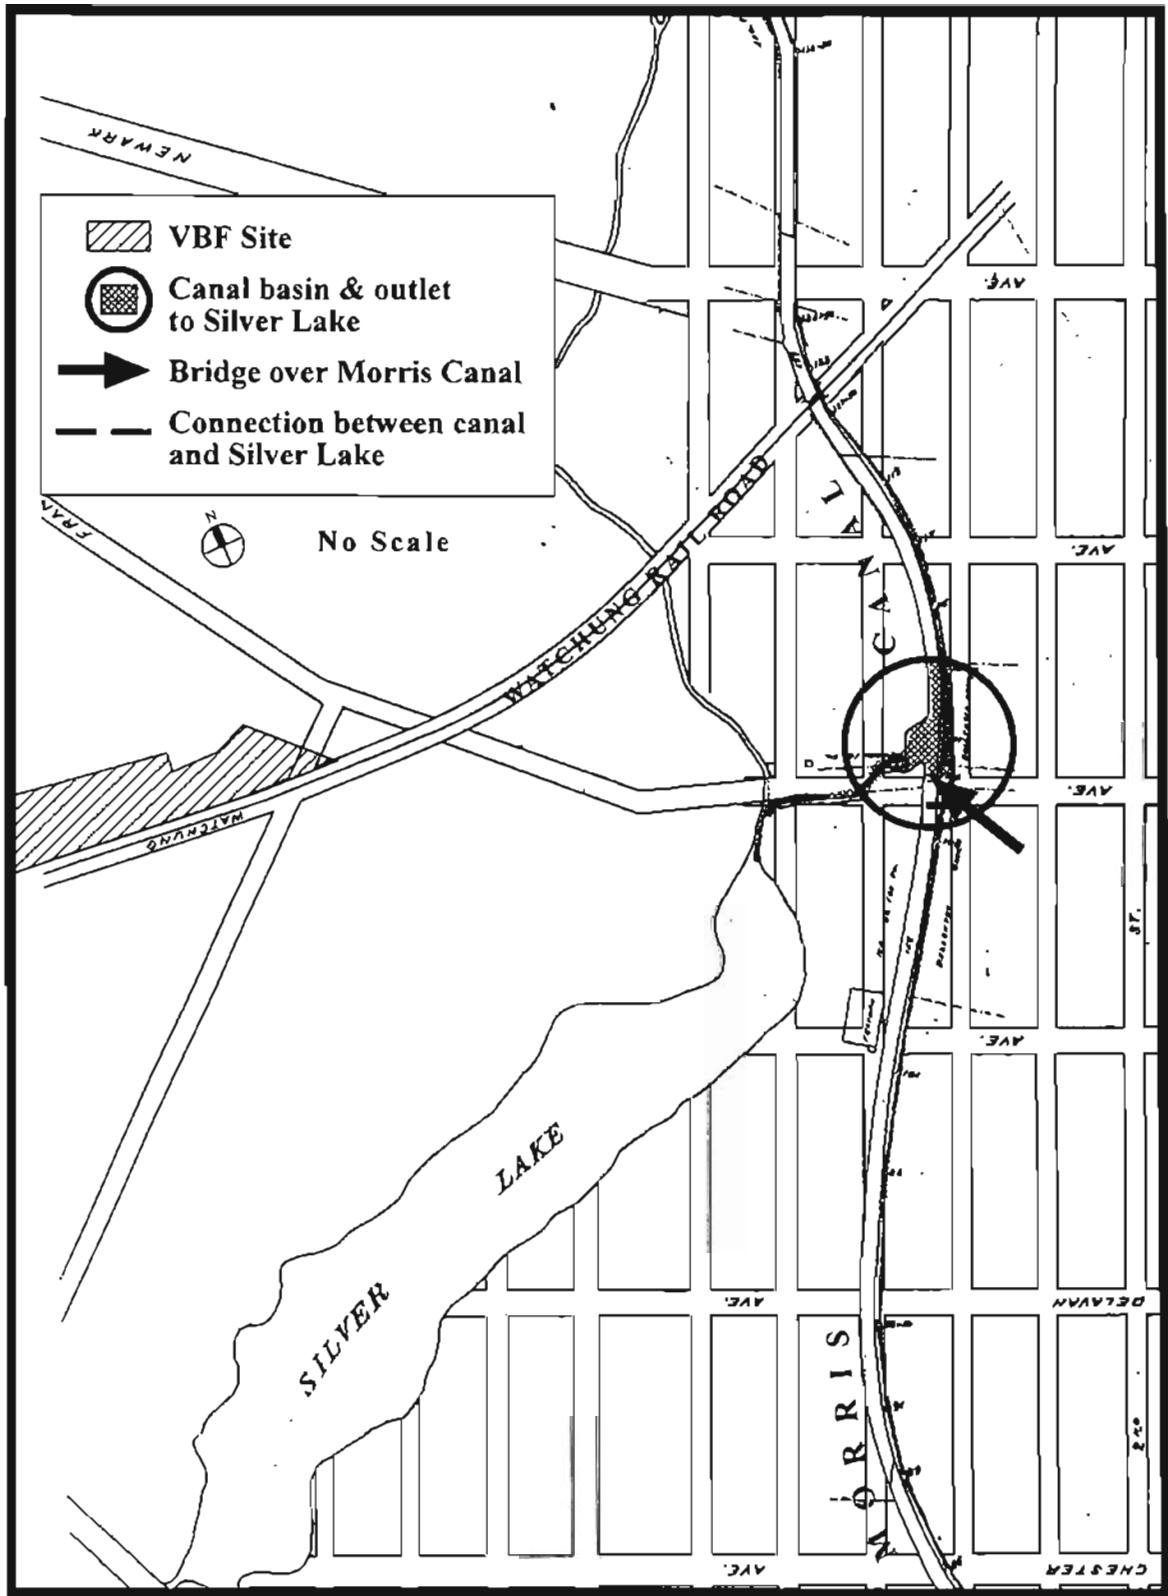 NEWARK
VBF Site
Canal basin & outlet
to Silver Lake
Bridge over Morris Canal
Connection between canal
and Silver Lake
FRAN
N
No Scale
WATCHUNG RAIL ROAD
WATCHUNG
CANAL
AVE.
AVE.
AVE.
ST.
AVE.
LAKE
SILVER
AVE.
DELAVAN
MORRIS
2ND
AVE.
CHESTER